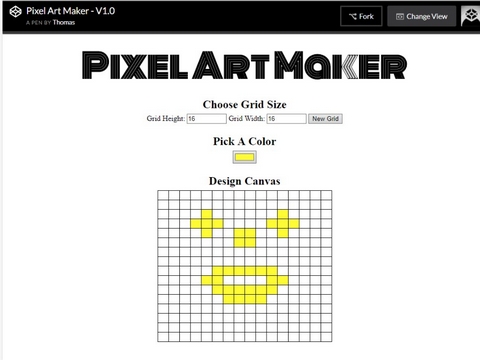 Pixel Art Maker - V1.0
A PEN BY Thomas
Fork
Change View
Pixel Art Maker
Choose Grid Size
Grid Height: 16 Grid Width: 16 New Grid
Pick A Color
Design Canvas